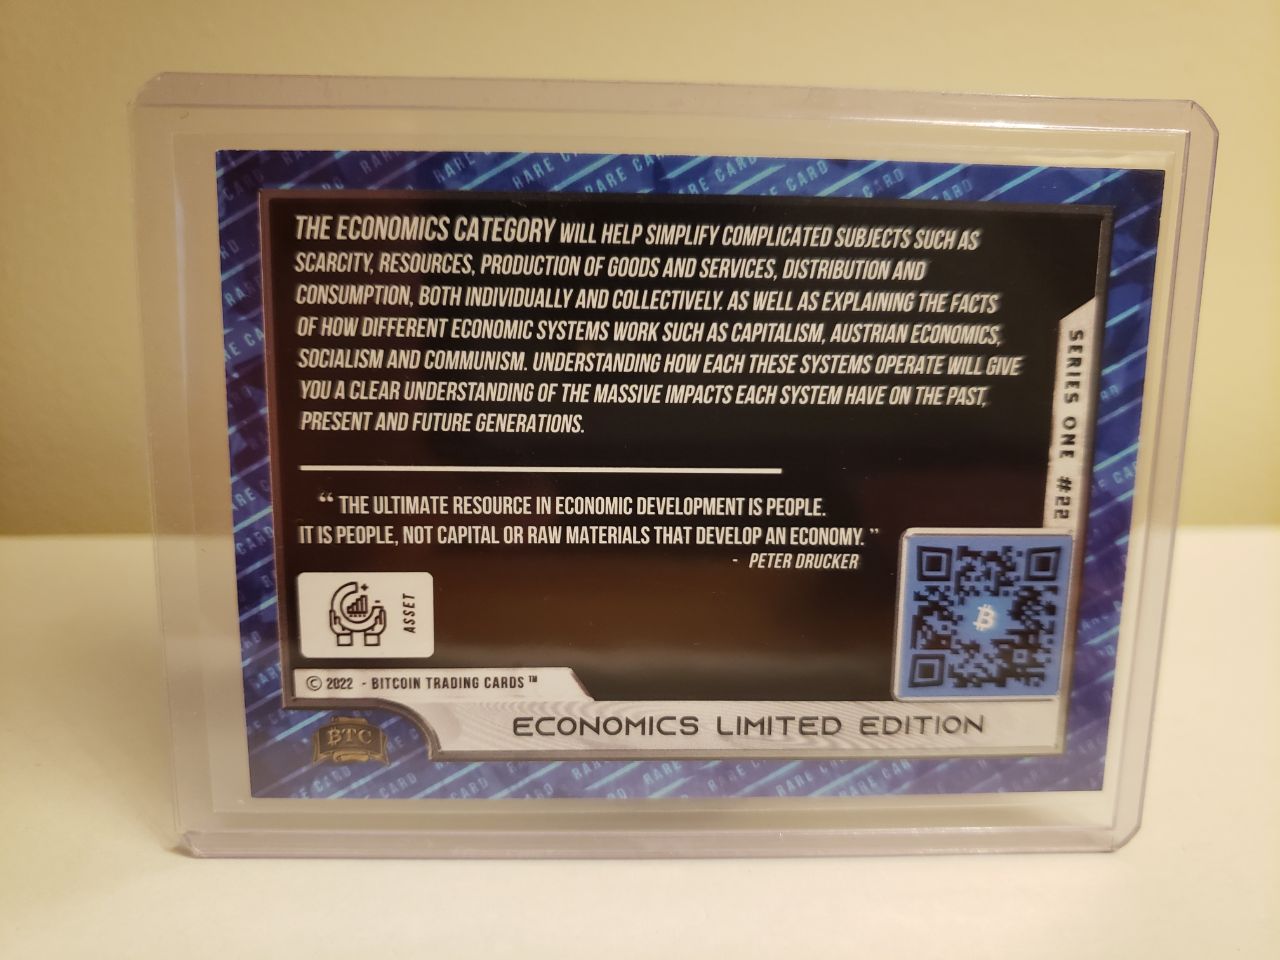 THE ECONOMICS CATEGORY WILL HELP SIMPLIFY COMPLICATED SUBJECTS SUCH AS
SCARCITY, RESOURCES, PRODUCTION OF GOODS AND SERVICES, DISTRIBUTION AND
CONSUMPTION, BOTH INDIVIDUALLY AND COLLECTIVELY. AS WELL AS EXPLAINING THE FACTS
OF HOW DIFFERENT ECONOMIC SYSTEMS WORK SUCH AS CAPITALISM, AUSTRIAN ECONOMICS,
SOCIALISM AND COMMUNISM. UNDERSTANDING HOW EACH THESE SYSTEMS OPERATE WILL GIVE
YOU A CLEAR UNDERSTANDING OF THE MASSIVE IMPACTS EACH SYSTEM HAVE ON THE PAST,
PRESENT AND FUTURE GENERATIONS.
SERIES ONE #22
“ THE ULTIMATE RESOURCE IN ECONOMIC DEVELOPMENT IS PEOPLE.
IT IS PEOPLE, NOT CAPITAL OR RAW MATERIALS THAT DEVELOP AN ECONOMY. ”
- PETER DRUCKER
ASSET
© 2022 - BITCOIN TRADING CARDS ™
BTC
ECONOMICS LIMITED EDITION
RARE CARD